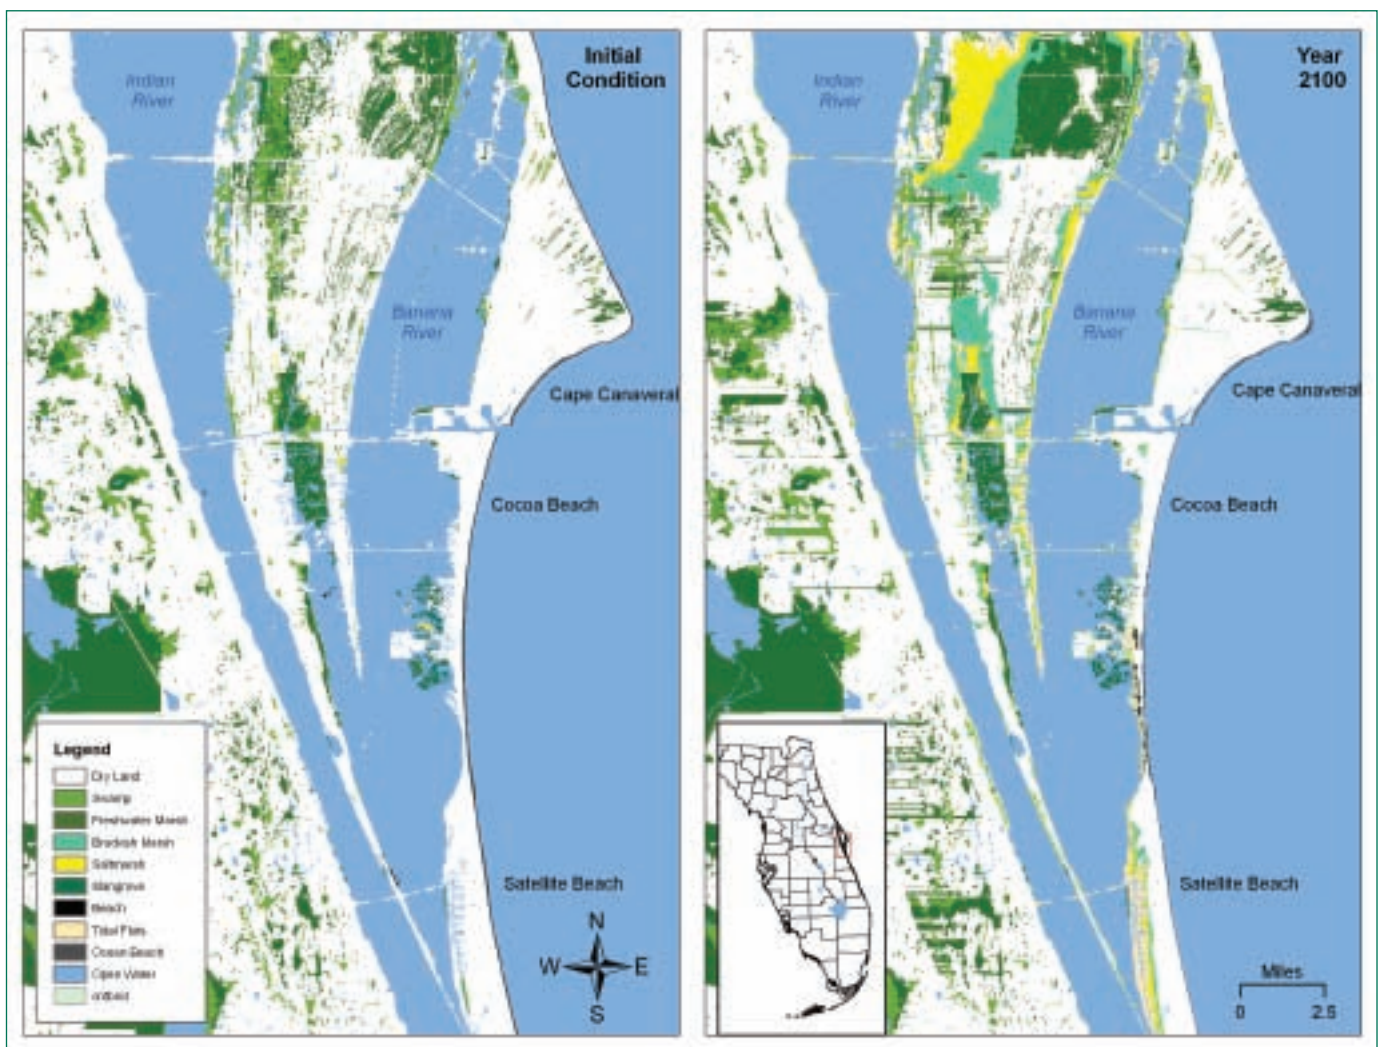 Initial
Condition
Indian
River
Banana
River
Cape Canaveral
Cocoa Beach
Satellite Beach
N
W E
S
Legend
Dry Land
Swamp
Freshwater Marsh
Brackish Marsh
Saltmarsh
Mangrove
Beach
Tidal Flats
Ocean Beach
Open Water
Year
2100
Indian
River
Banana
River
Cape Canaveral
Cocoa Beach
Satellite Beach
Miles
0 2.5